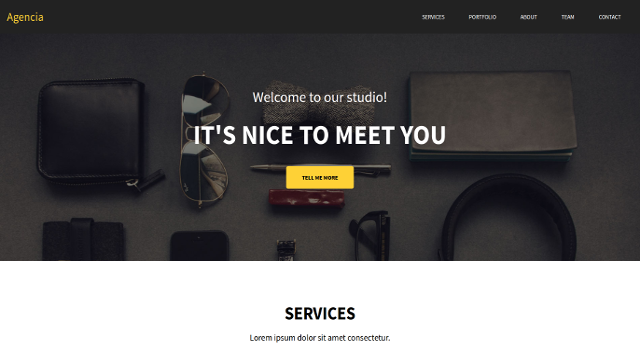 Agencia
SERVICES PORTFOLIO ABOUT TEAM CONTACT
Welcome to our studio!
IT'S NICE TO MEET YOU
TELL ME MORE
SERVICES
Lorem ipsum dolor sit amet consectetur.